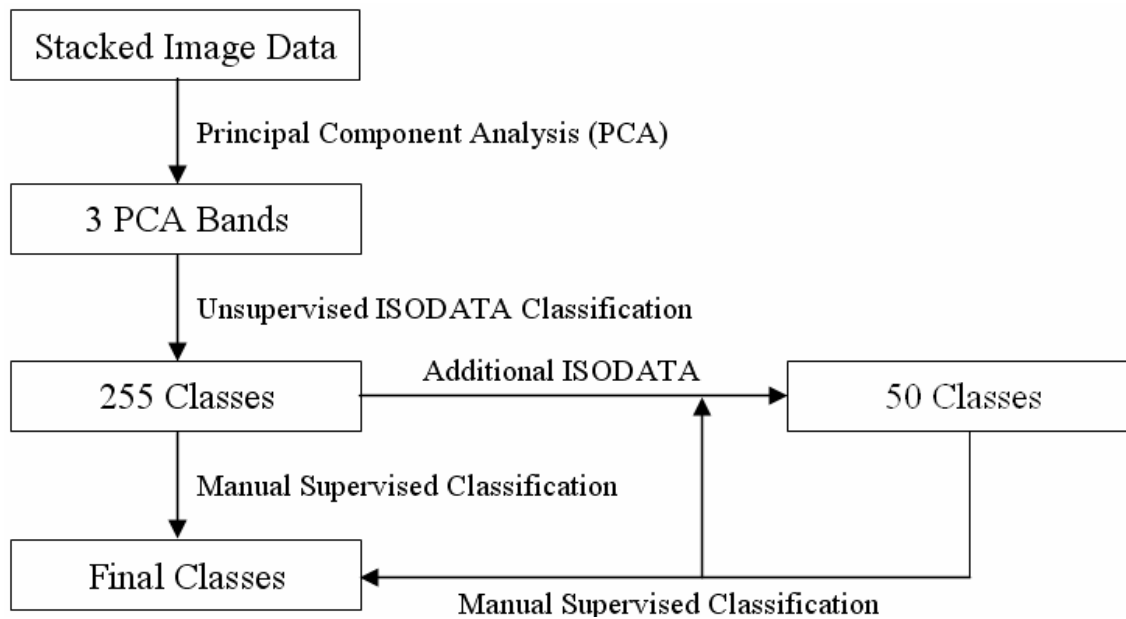 Stacked Image Data
Principal Component Analysis (PCA)
3 PCA Bands
Unsupervised ISODATA Classification
255 Classes
Additional ISODATA
50 Classes
Manual Supervised Classification
Final Classes
Manual Supervised Classification